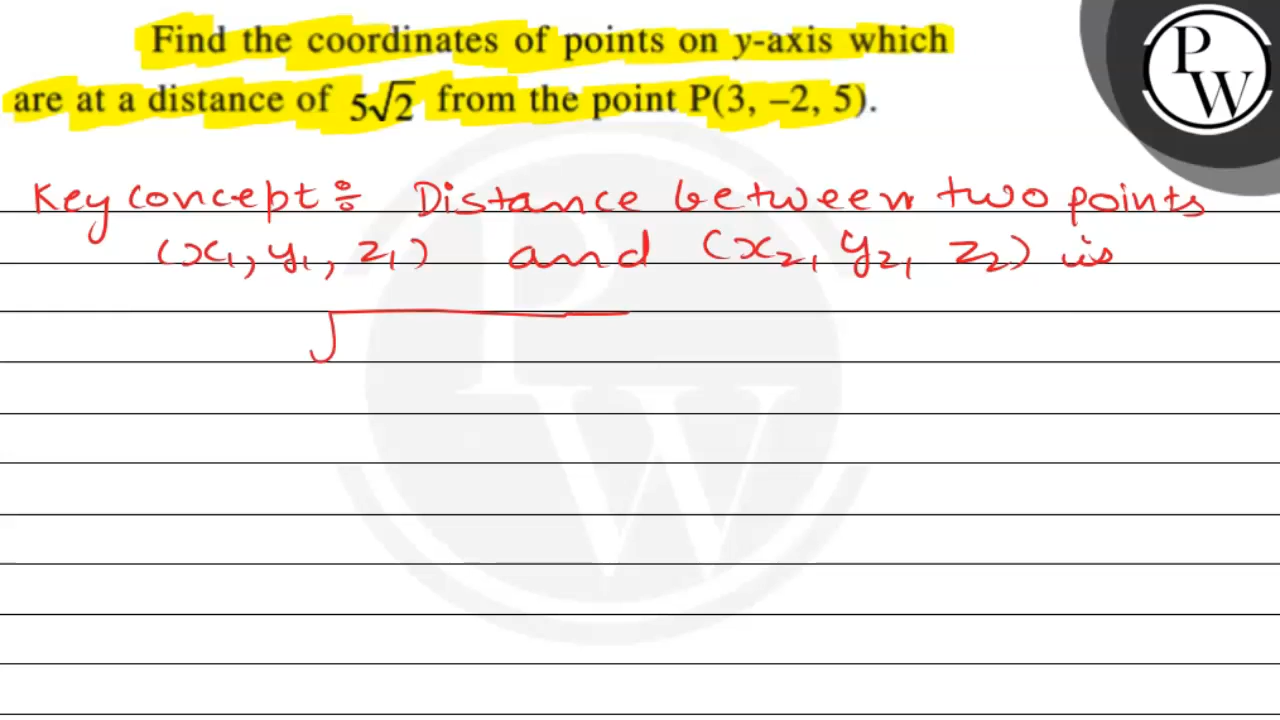 Find the coordinates of points on y-axis which
are at a distance of 5√2 from the point P(3, –2, 5).
P
W
Key concept÷ Distance between two points
(x₁, y₁, z₁) and (x₂, y₂, z₂) is
√
P
W